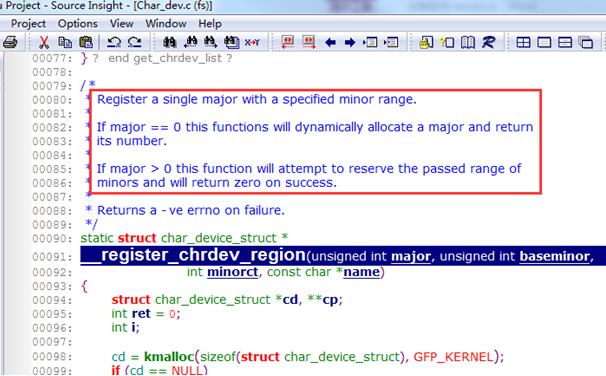 u Project - Source Insight - [Char_dev.c (fs)]
Project Options View Window Help
00077: } ? end get_chrdev_list ?
00078:
00079: /*
00080: * Register a single major with a specified minor range.
00081: *
00082: * If major == 0 this functions will dynamically allocate a major and return
00083: * its number.
00084: *
00085: * If major > 0 this function will attempt to reserve the passed range of
00086: * minors and will return zero on success.
00087: *
00088: * Returns a -ve errno on failure.
00089: */
00090: static struct char_device_struct *
00091: __register_chrdev_region(unsigned int major, unsigned int baseminor,
00092: int minorct, const char *name)
00093: {
00094: struct char_device_struct *cd, **cp;
00095: int ret = 0;
00096: int i;
00097:
00098: cd = kmalloc(sizeof(struct char_device_struct), GFP_KERNEL);
00099: if (cd == NULL)